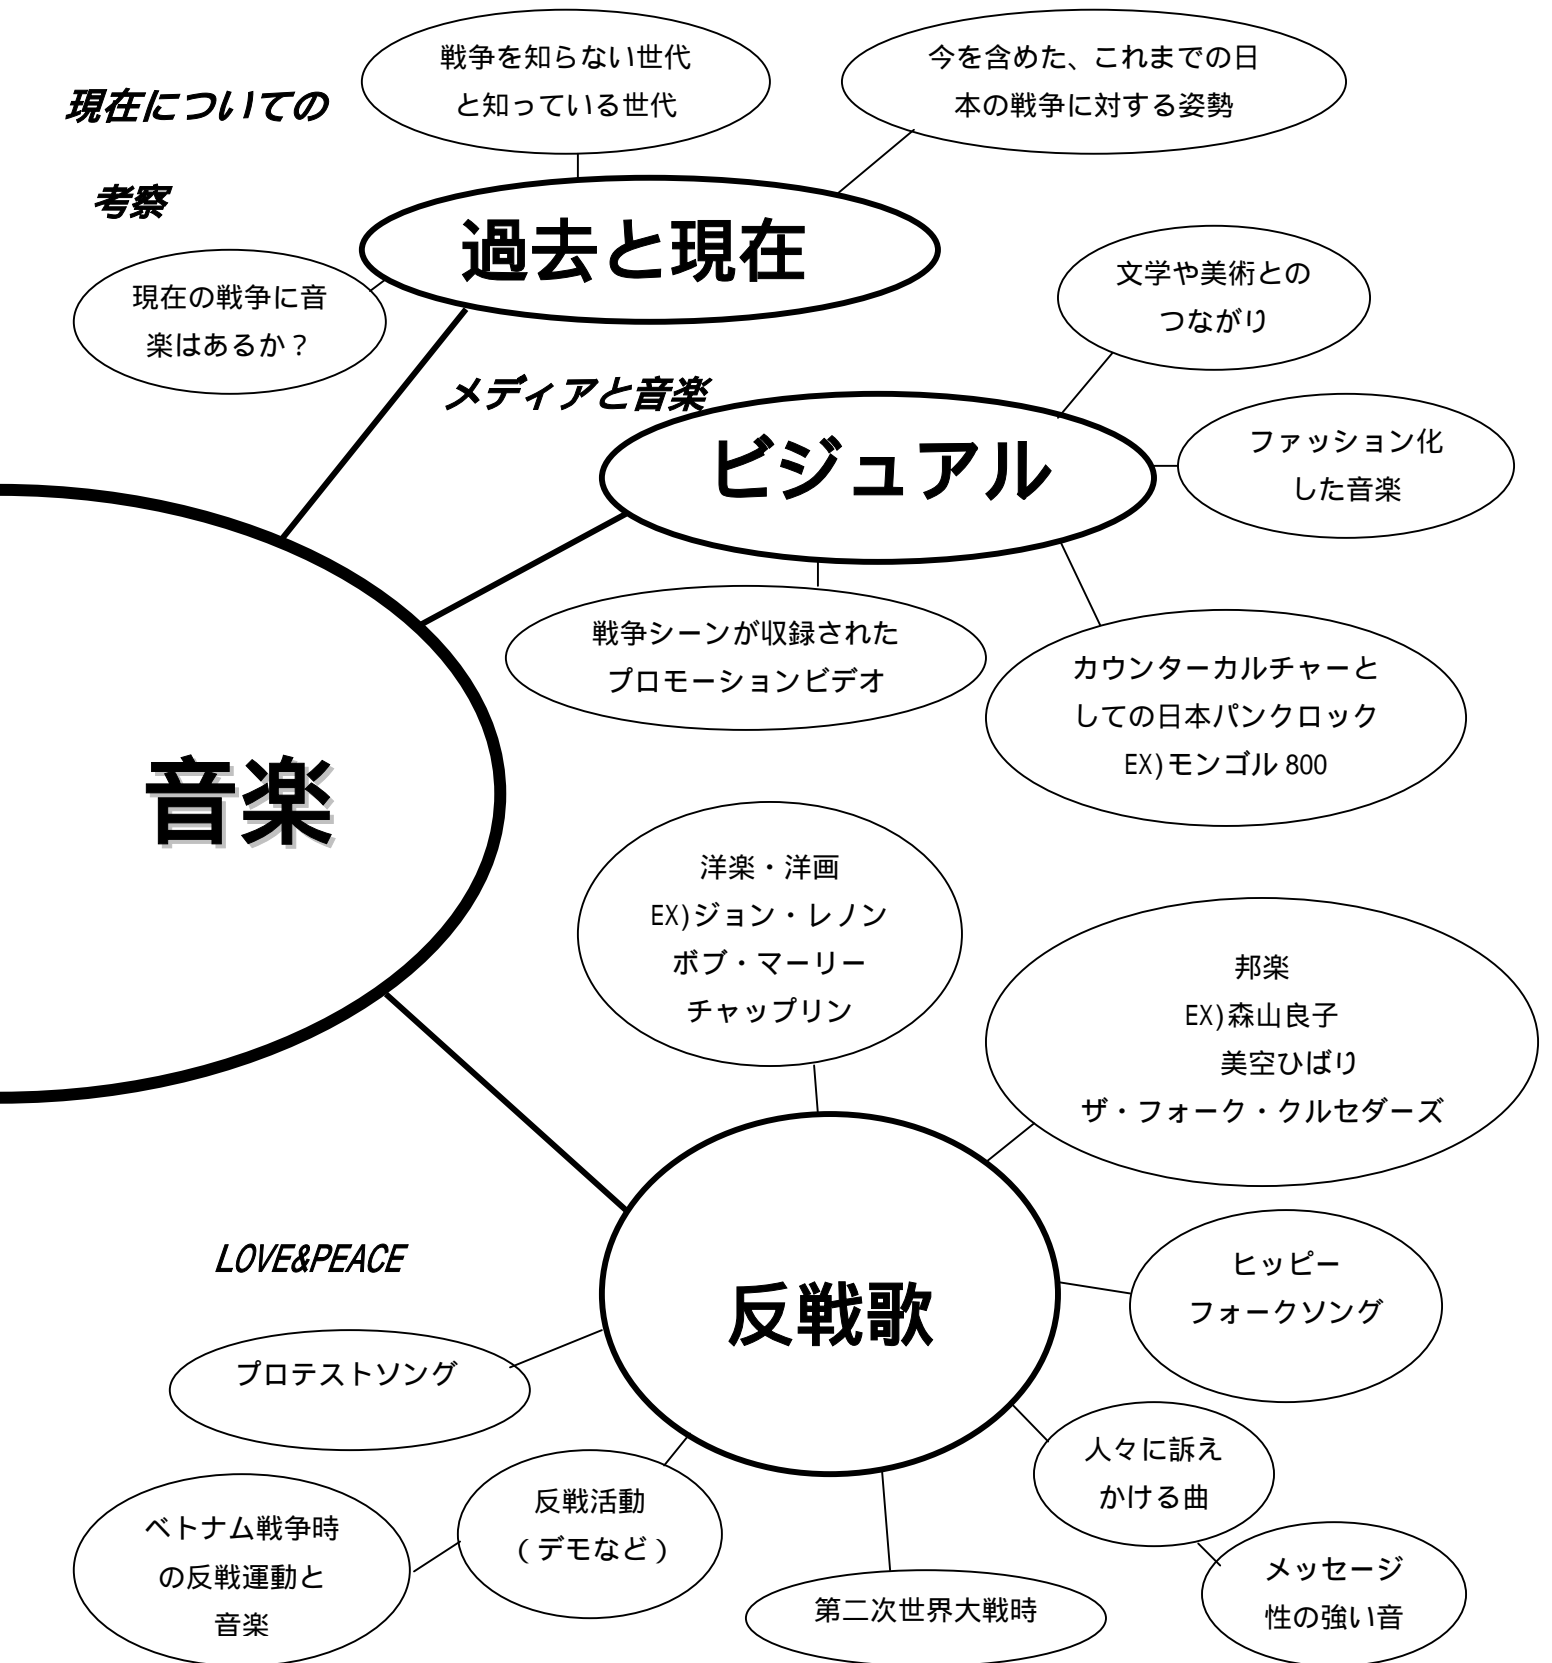 戦争を知らない世代
と知っている世代
今を含めた、これまでの日
本の戦争に対する姿勢
現在についての
考察
過去と現在
現在の戦争に音
楽はあるか？
文学や美術との
つながり
メディアと音楽
ビジュアル
ファッション化
した音楽
戦争シーンが収録された
プロモーションビデオ
カウンターカルチャーと
しての日本パンクロック
EX)モンゴル 800
音楽
洋楽・洋画
EX)ジョン・レノン
ボブ・マーリー
チャップリン
邦楽
EX)森山良子
美空ひばり
ザ・フォーク・クルセダーズ
LOVE&PEACE
反戦歌
ヒッピー
フォークソング
プロテストソング
人々に訴え
かける曲
反戦活動
（デモなど）
ベトナム戦争時
の反戦運動と
音楽
第二次世界大戦時
メッセージ
性の強い音